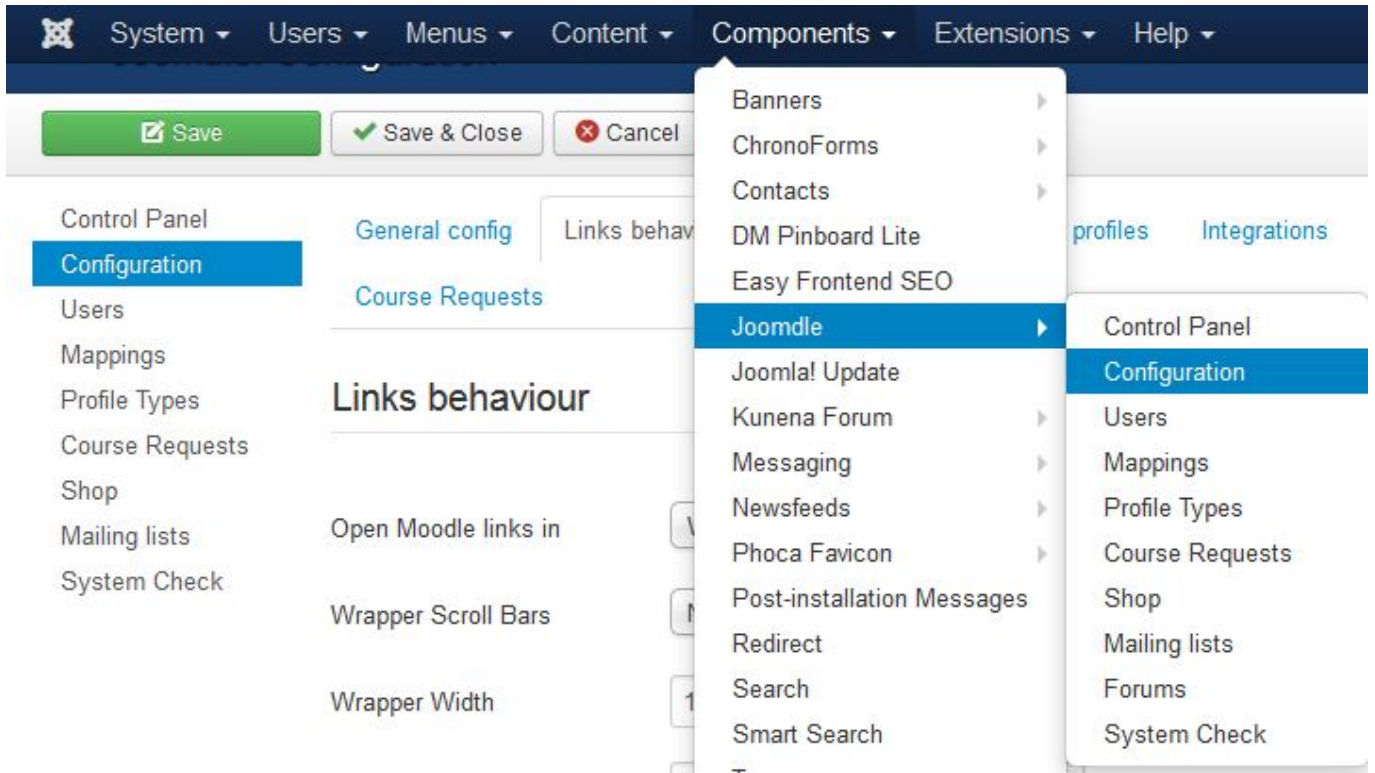 System Users Menus Content Components Extensions Help
Save Save & Close Cancel
Control Panel
Configuration
Users
Mappings
Profile Types
Course Requests
Shop
Mailing lists
System Check
General config Links behav profiles Integrations
Course Requests
Links behaviour
Open Moodle links in
Wrapper Scroll Bars
Wrapper Width 1
Banners
ChronoForms
Contacts
DM Pinboard Lite
Easy Frontend SEO
Joomdle
Joomla! Update
Kunena Forum
Messaging
Newsfeeds
Phoca Favicon
Post-installation Messages
Redirect
Search
Smart Search
Control Panel
Configuration
Users
Mappings
Profile Types
Course Requests
Shop
Mailing lists
Forums
System Check